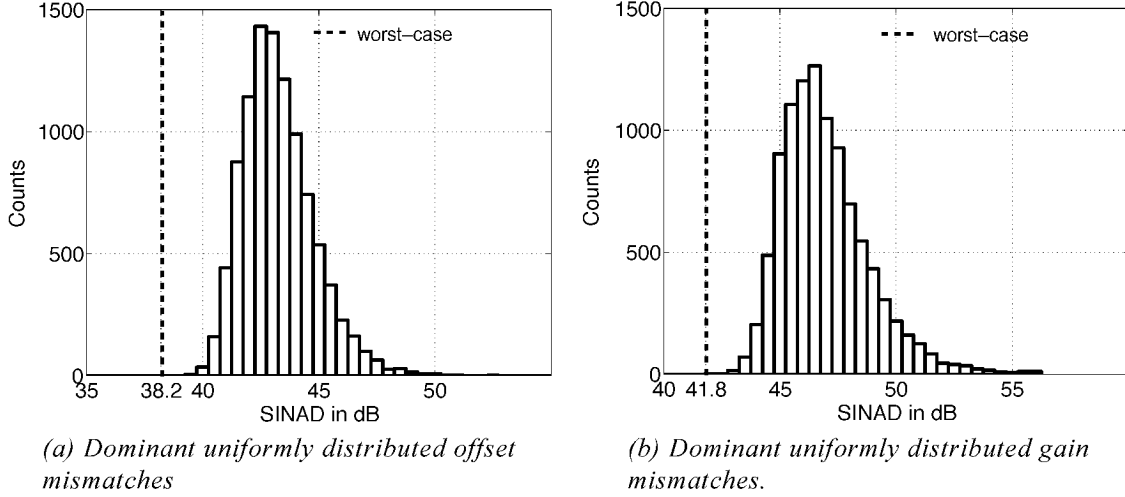 1500
1000
500
0
Counts
worst–case
35
38.2
40
45
50
SINAD in dB
(a) Dominant uniformly distributed offset
mismatches
1500
1000
500
0
Counts
worst–case
40
41.8
45
50
55
SINAD in dB
(b) Dominant uniformly distributed gain
mismatches.